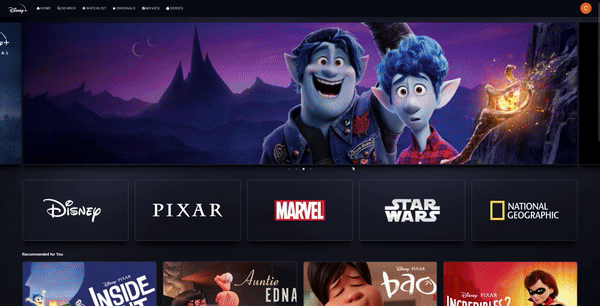 Disney+
HOME SEARCH WATCHLIST ORIGINALS MOVIES SERIES
C
Disney
PIXAR
MARVEL
STAR WARS
NATIONAL GEOGRAPHIC
Recommended for You
DISNEY PIXAR
INSIDE
Auntie EDNA
DISNEY PIXAR
bao
DISNEY PIXAR
INCREDIBLES 2